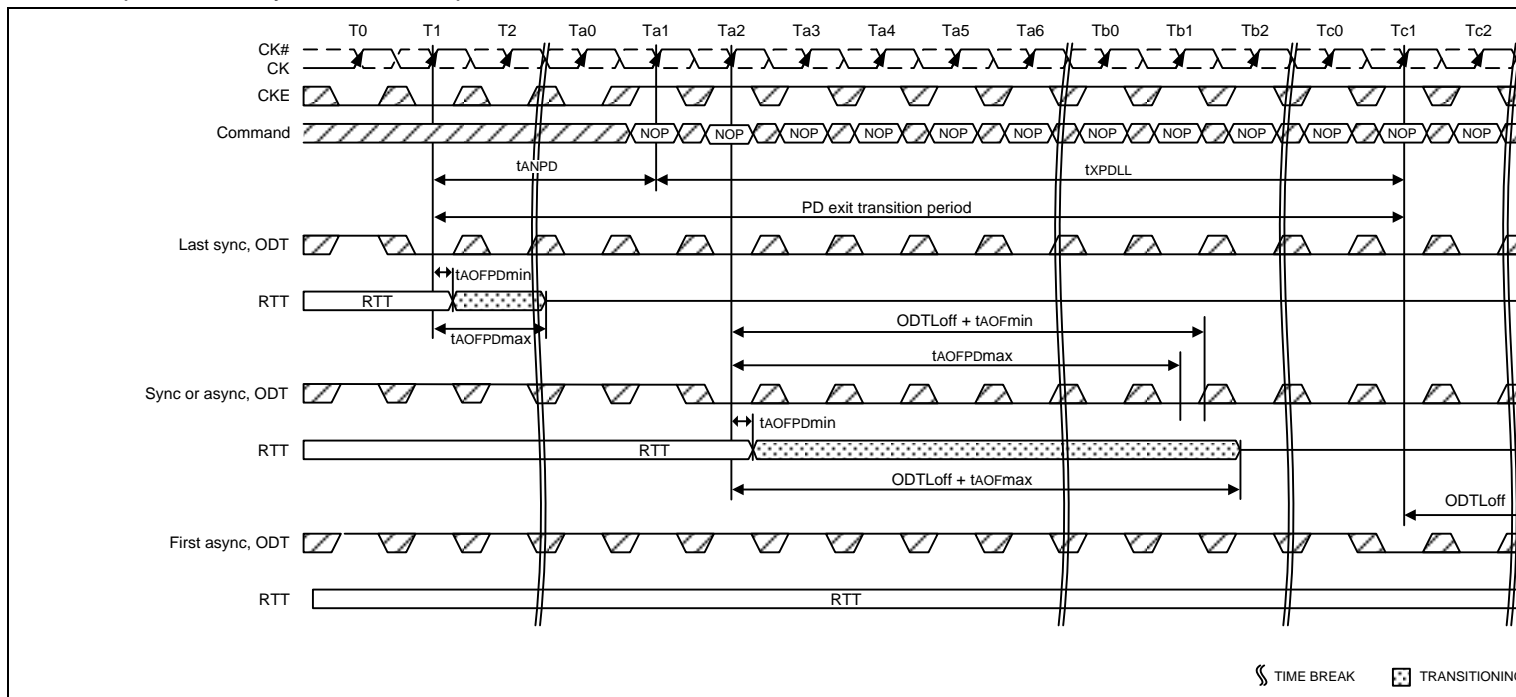 T0 T1 T2 Ta0 Ta1 Ta2 Ta3 Ta4 Ta5 Ta6 Tb0 Tb1 Tb2 Tc0 Tc1 Tc2
CK#
CK
CKE
Command NOP NOP NOP NOP NOP NOP NOP NOP NOP NOP NOP NOP
tANPD tXPDLL
PD exit transition period
Last sync, ODT
tAOFPDmin
RTT RTT
ODTLoff + tAOFmin
tAOFPDmax
tAOFPDmax
Sync or async, ODT
tAOFPDmin
RTT RTT
ODTLoff + tAOFmax
ODTLoff
First async, ODT
RTT RTT
TIME BREAK TRANSITIONING